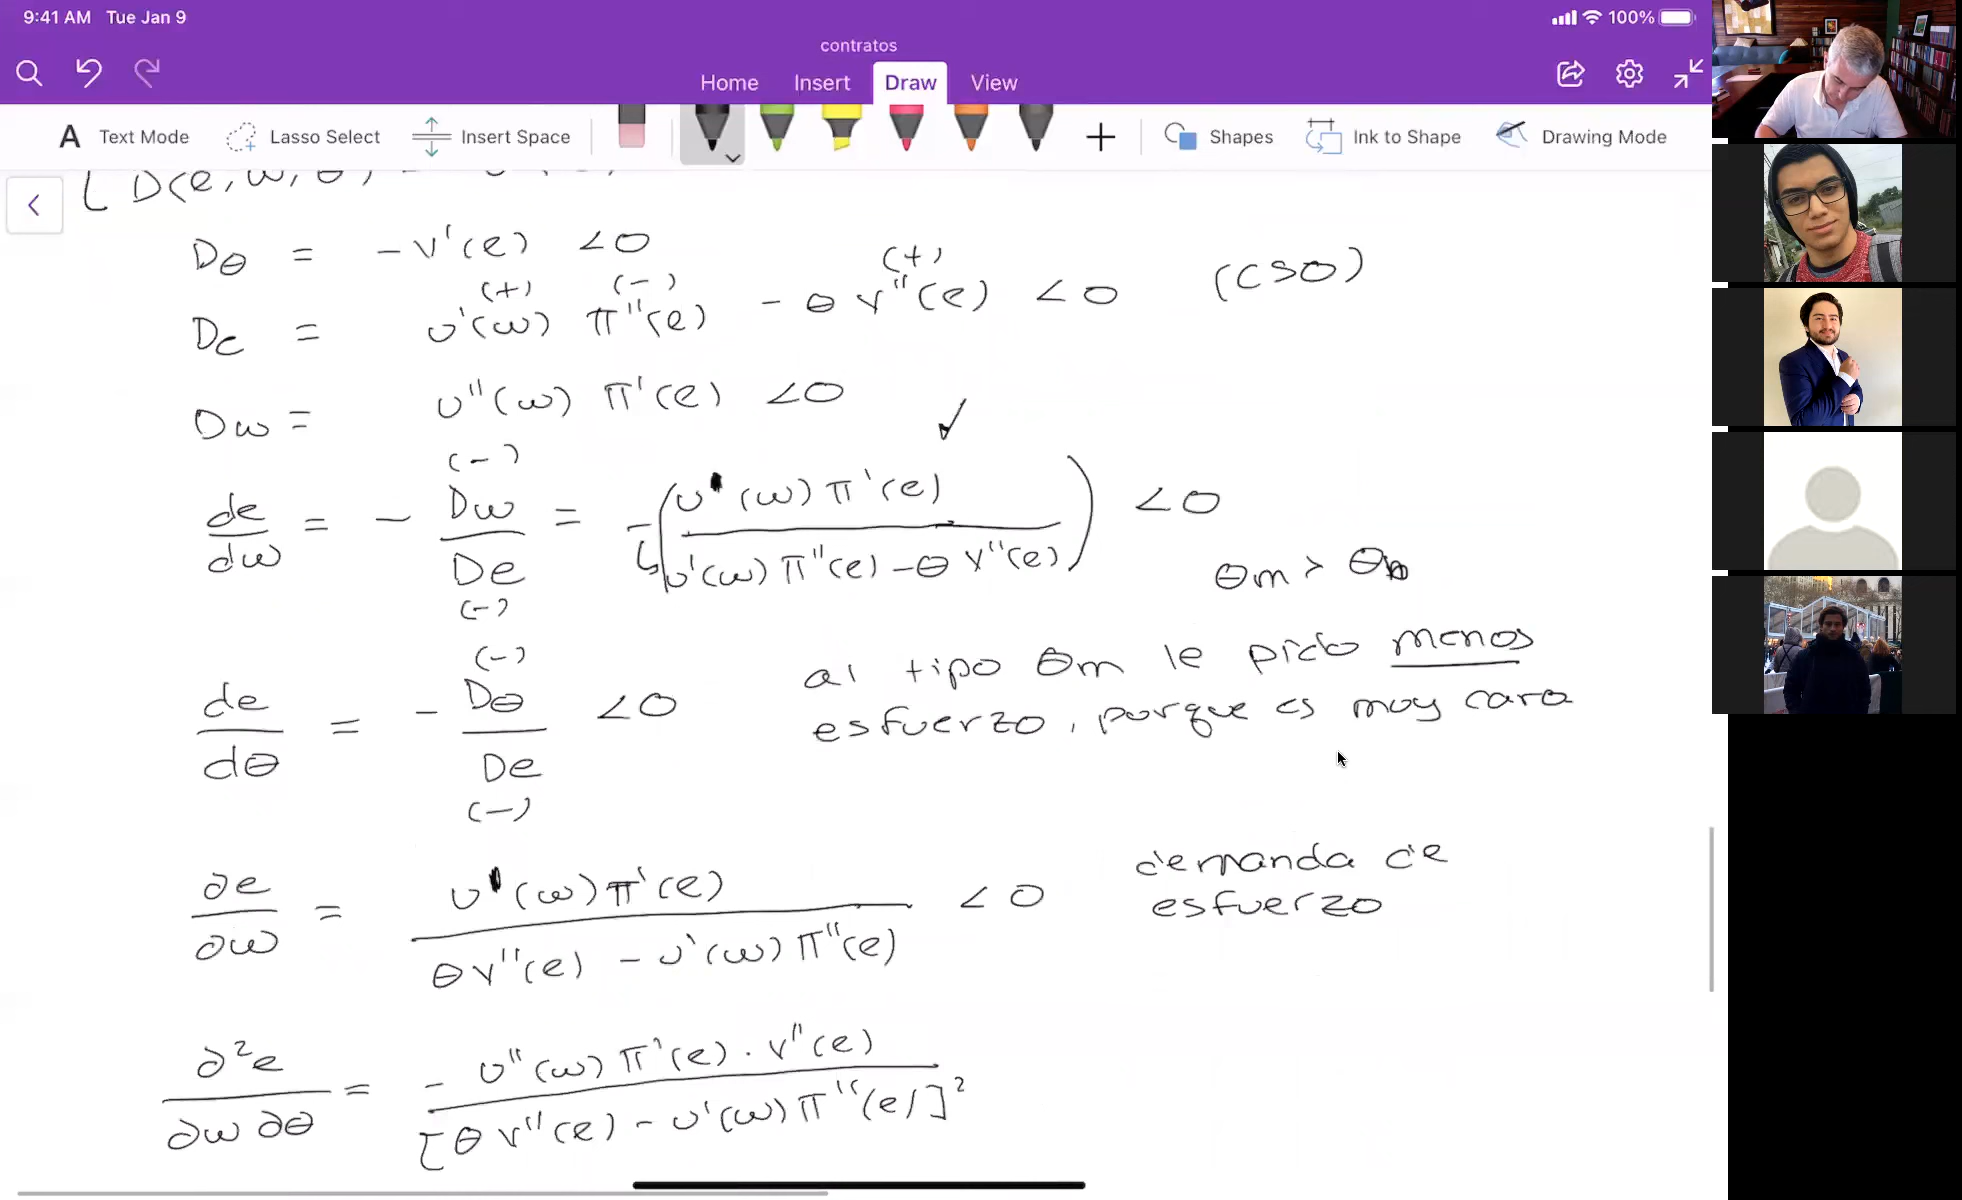 9:41 AM Tue Jan 9
100%
contratos
Home Insert Draw View
A Text Mode Lasso Select Insert Space Shapes Ink to Shape Drawing Mode
[ D(e, w, θ)
Dθ = - v'(e) <0
(+) (-) (+)
De = u'(w) π''(e) - θ v''(e) <0 (CSO)
Dw = u''(w) π'(e) <0 ✓
(-)
de/dw = - Dw/De = - (u'(w) π'(e) / u'(w) π''(e) - θ v''(e)) <0
(-)
θm > θb
(-)
de/dθ = - Dθ/De <0
(-)
al tipo θm le pido menos
esfuerzo, porque es muy cara
∂e/∂w = u'(w) π'(e) / θ v''(e) - u'(w) π''(e) < 0
demanda de
esfuerzo
∂²e/∂w ∂θ = - u''(w) π'(e) · v''(e) / [θ v''(e) - u'(w) π''(e)]²